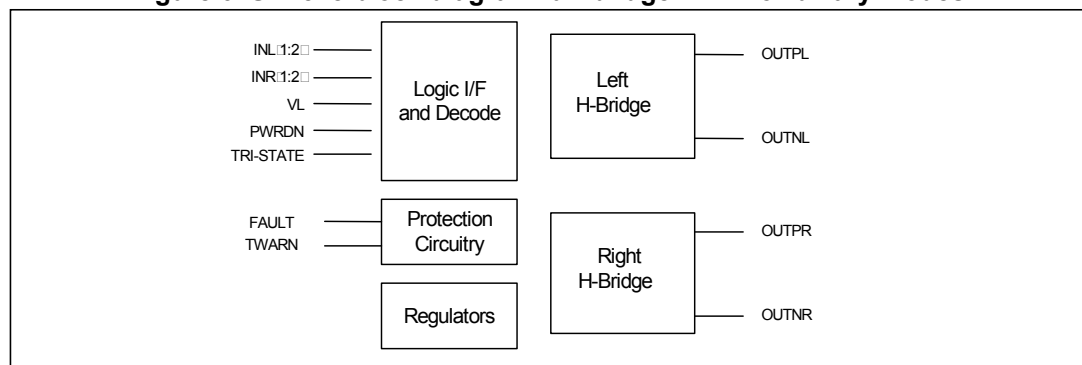 INL 1:2
INR 1:2
VL
PWRDN
TRI-STATE
Logic I/F
and Decode
Left
H-Bridge
OUTPL
OUTNL
FAULT
TWARN
Protection
Circuitry
Regulators
Right
H-Bridge
OUTPR
OUTNR